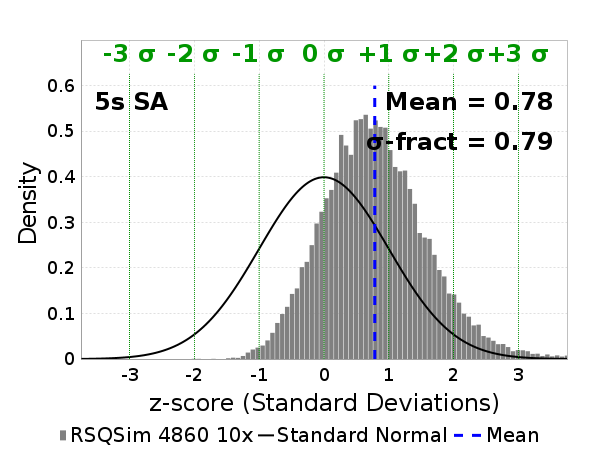 -3 σ -2 σ -1 σ 0 σ +1 σ +2 σ +3 σ
0.6
5s SA
Mean = 0.78
0.5
σ-fract = 0.79
0.4
0.3
0.2
0.1
0
Density
-3 -2 -1 0 1 2 3
z-score (Standard Deviations)
RSQSim 4860 10x Standard Normal Mean